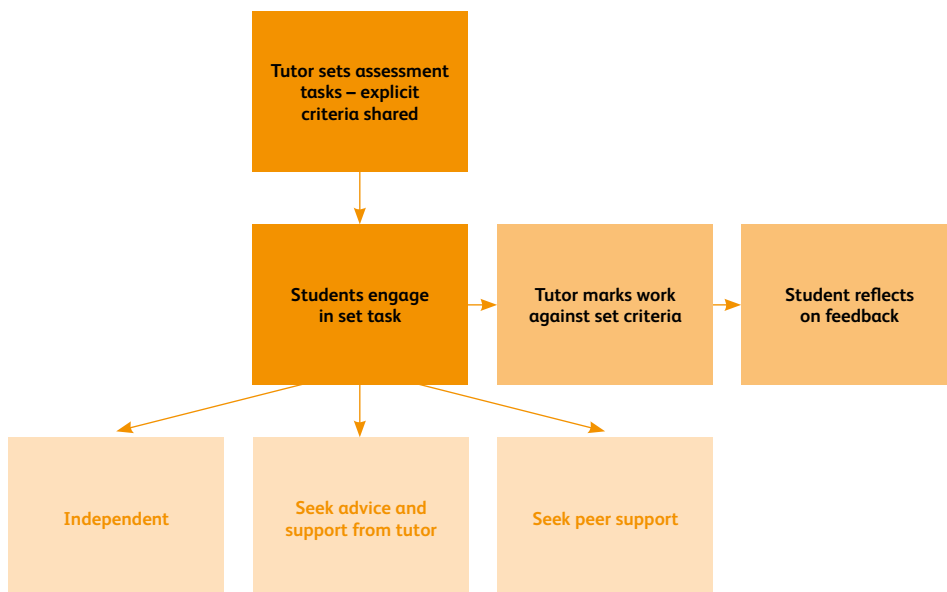 Tutor sets assessment
tasks – explicit
criteria shared
Students engage
in set task
Tutor marks work
against set criteria
Student reflects
on feedback
Independent
Seek advice and
support from tutor
Seek peer support